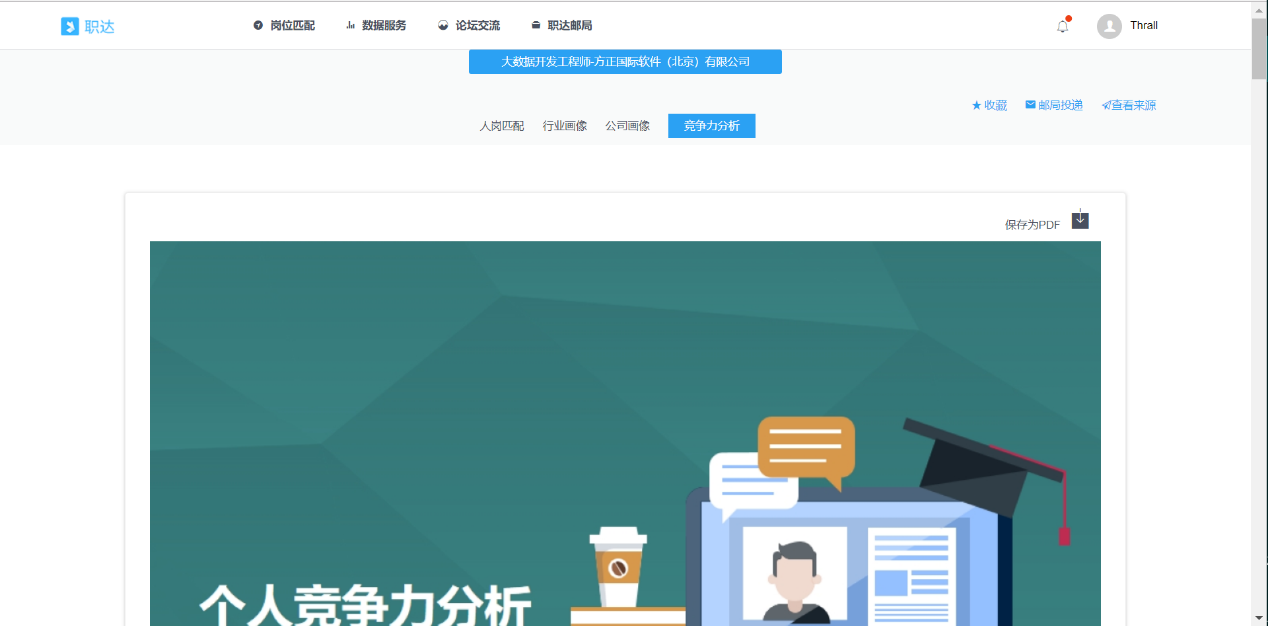 职达 岗位匹配 数据服务 论坛交流 职达邮局 Thrall
大数据开发工程师-方正国际软件（北京）有限公司
收藏 邮局投递 查看来源
人岗匹配 行业画像 公司画像 竞争力分析
保存为PDF
个人竞争力分析